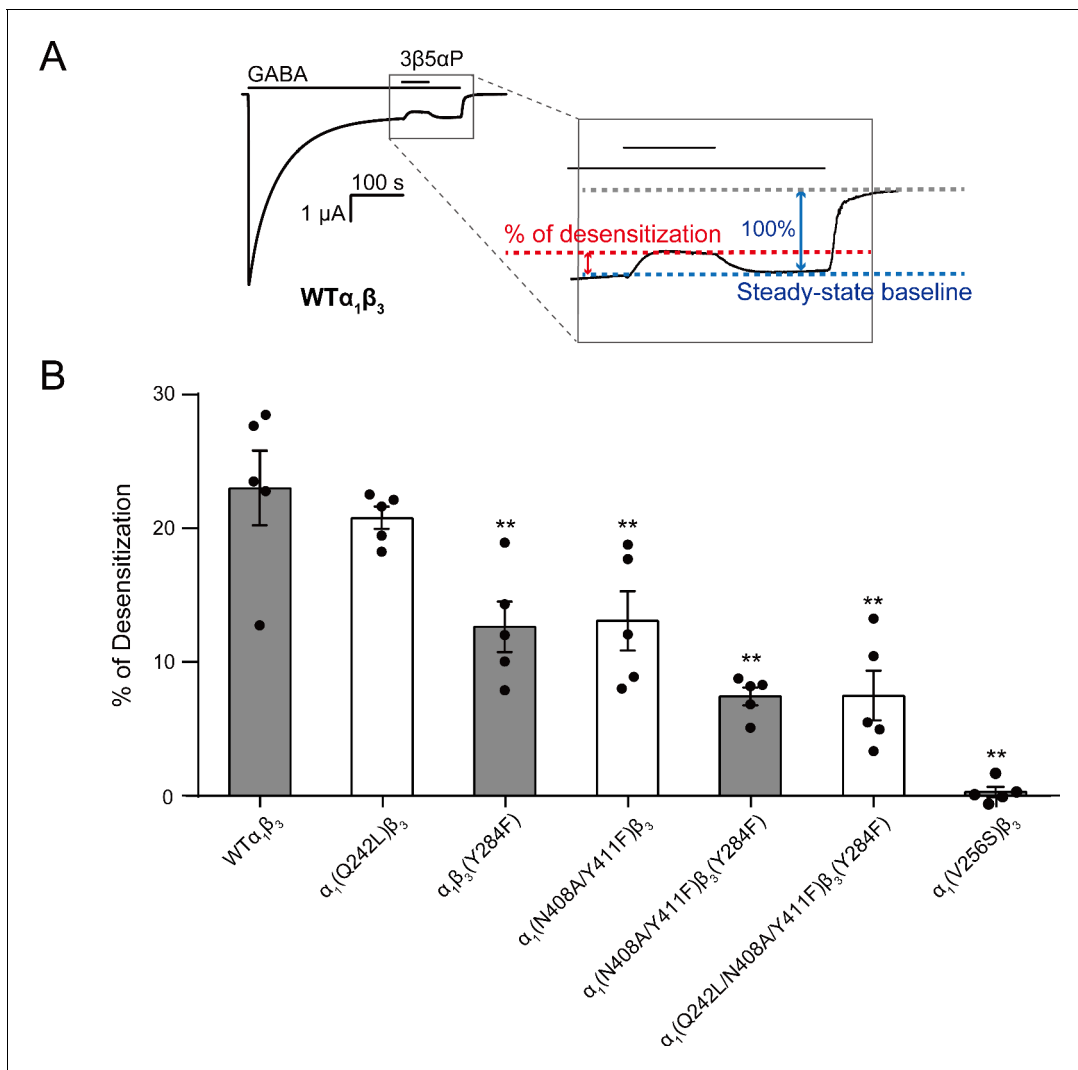 A
3β5αP
GABA
100 s
1 μA
100%
% of desensitization
Steady-state baseline
WTα₁β₃
B
% of Desensitization
30
20
10
0
** ** ** ** **
WTα₁β₃
α₁(Q242L)β₃
α₁β₃(Y284F)
α₁(N408A/Y411F)β₃
α₁(N408A/Y411F)β₃(Y284F)
α₁(Q242L/N408A/Y411F)β₃(Y284F)
α₁(V256S)β₃